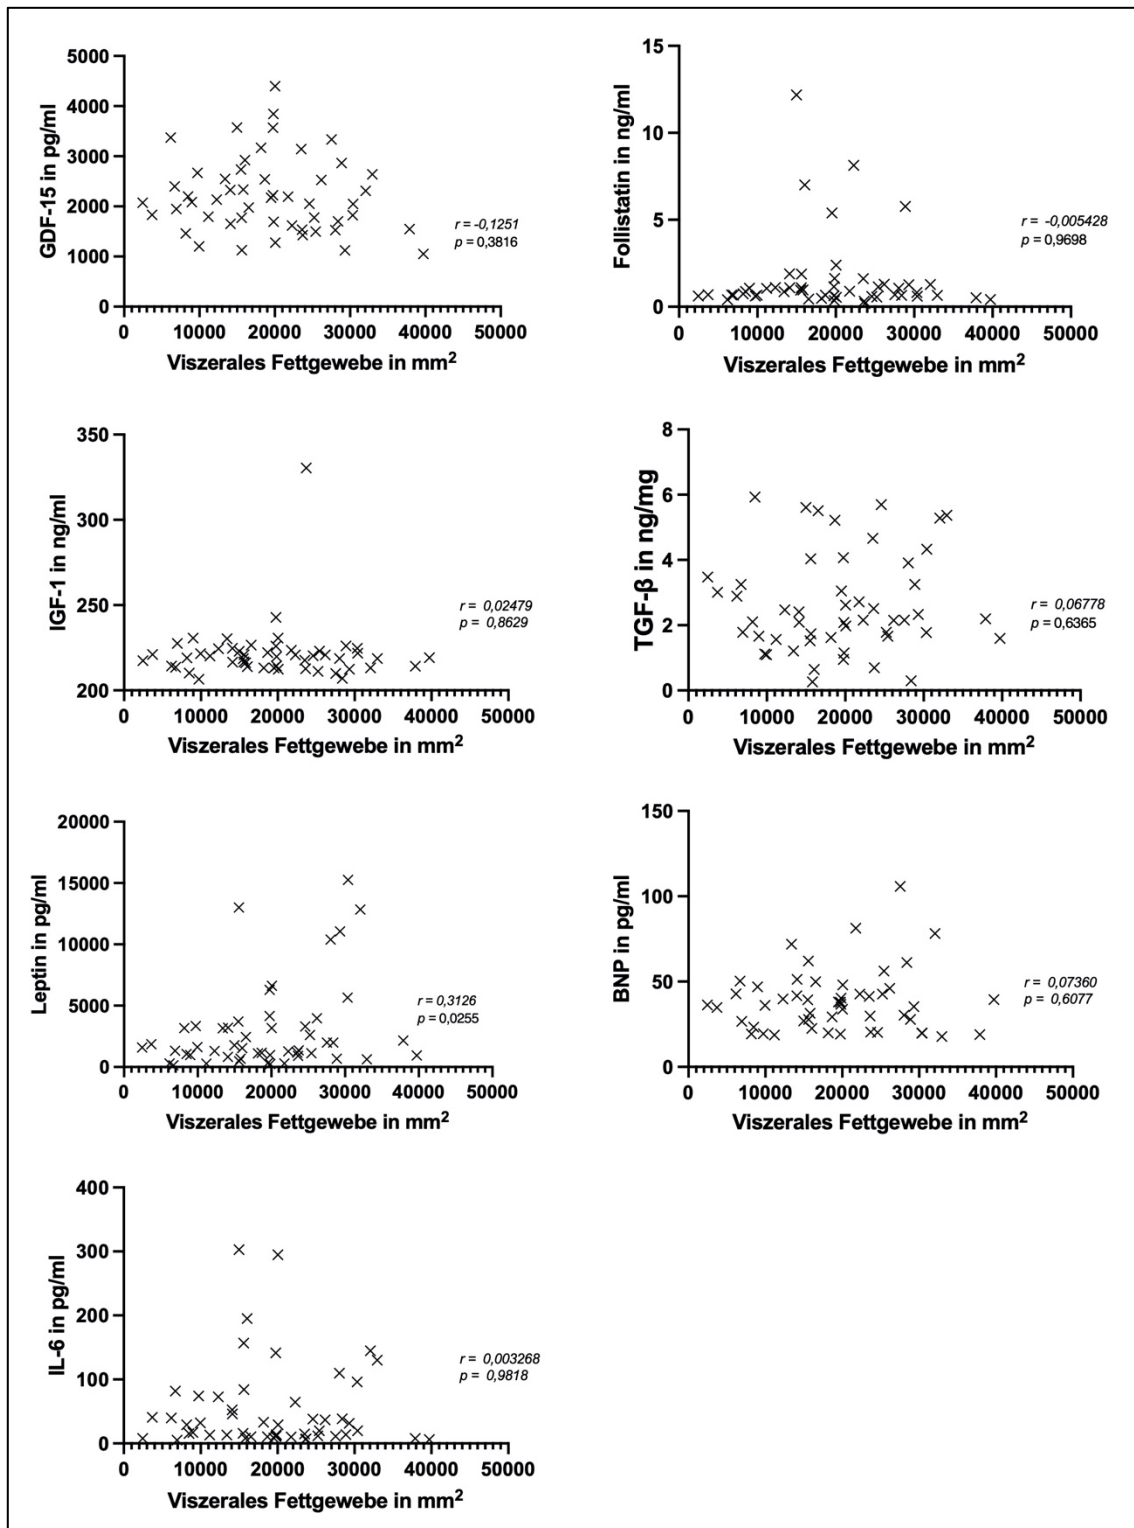 5000
4000
3000
2000
1000
0
GDF-15 in pg/ml
0 10000 20000 30000 40000 50000
Viszerales Fettgewebe in mm²
r = -0,1251
p = 0,3816
15
10
5
0
Follistatin in ng/ml
0 10000 20000 30000 40000 50000
Viszerales Fettgewebe in mm²
r = -0,005428
p = 0,9698
350
300
250
200
IGF-1 in ng/ml
0 10000 20000 30000 40000 50000
Viszerales Fettgewebe in mm²
r = 0,02479
p = 0,8629
8
6
4
2
0
TGF-β in ng/mg
0 10000 20000 30000 40000 50000
Viszerales Fettgewebe in mm²
r = 0,06778
p = 0,6365
20000
15000
10000
5000
0
Leptin in pg/ml
0 10000 20000 30000 40000 50000
Viszerales Fettgewebe in mm²
r = 0,3126
p = 0,0255
150
100
50
0
BNP in pg/ml
0 10000 20000 30000 40000 50000
Viszerales Fettgewebe in mm²
r = 0,07360
p = 0,6077
400
300
200
100
0
IL-6 in pg/ml
0 10000 20000 30000 40000 50000
Viszerales Fettgewebe in mm²
r = 0,003268
p = 0,9818